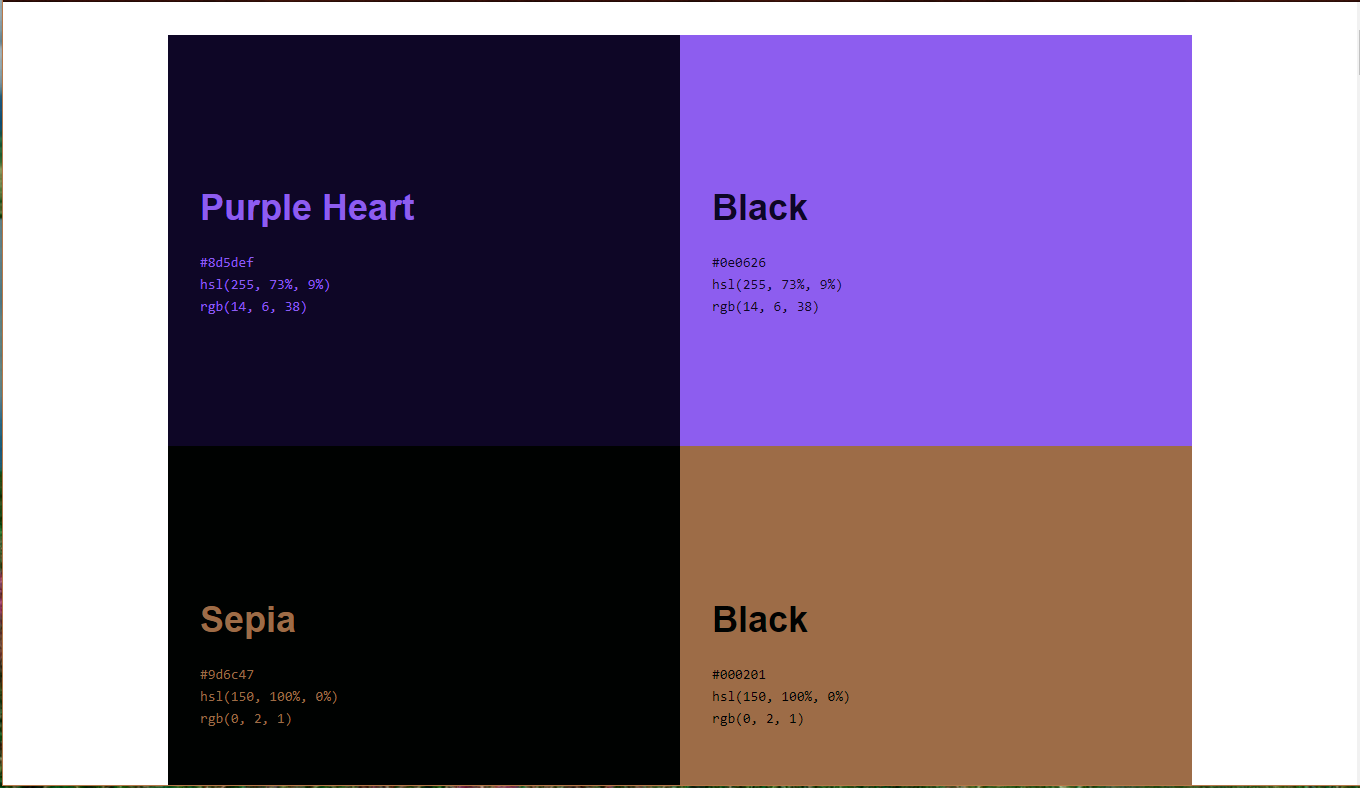 Purple Heart
#8d5def
hsl(255, 73%, 9%)
rgb(14, 6, 38)
Black
#0e0626
hsl(255, 73%, 9%)
rgb(14, 6, 38)
Sepia
#9d6c47
hsl(150, 100%, 0%)
rgb(0, 2, 1)
Black
#000201
hsl(150, 100%, 0%)
rgb(0, 2, 1)